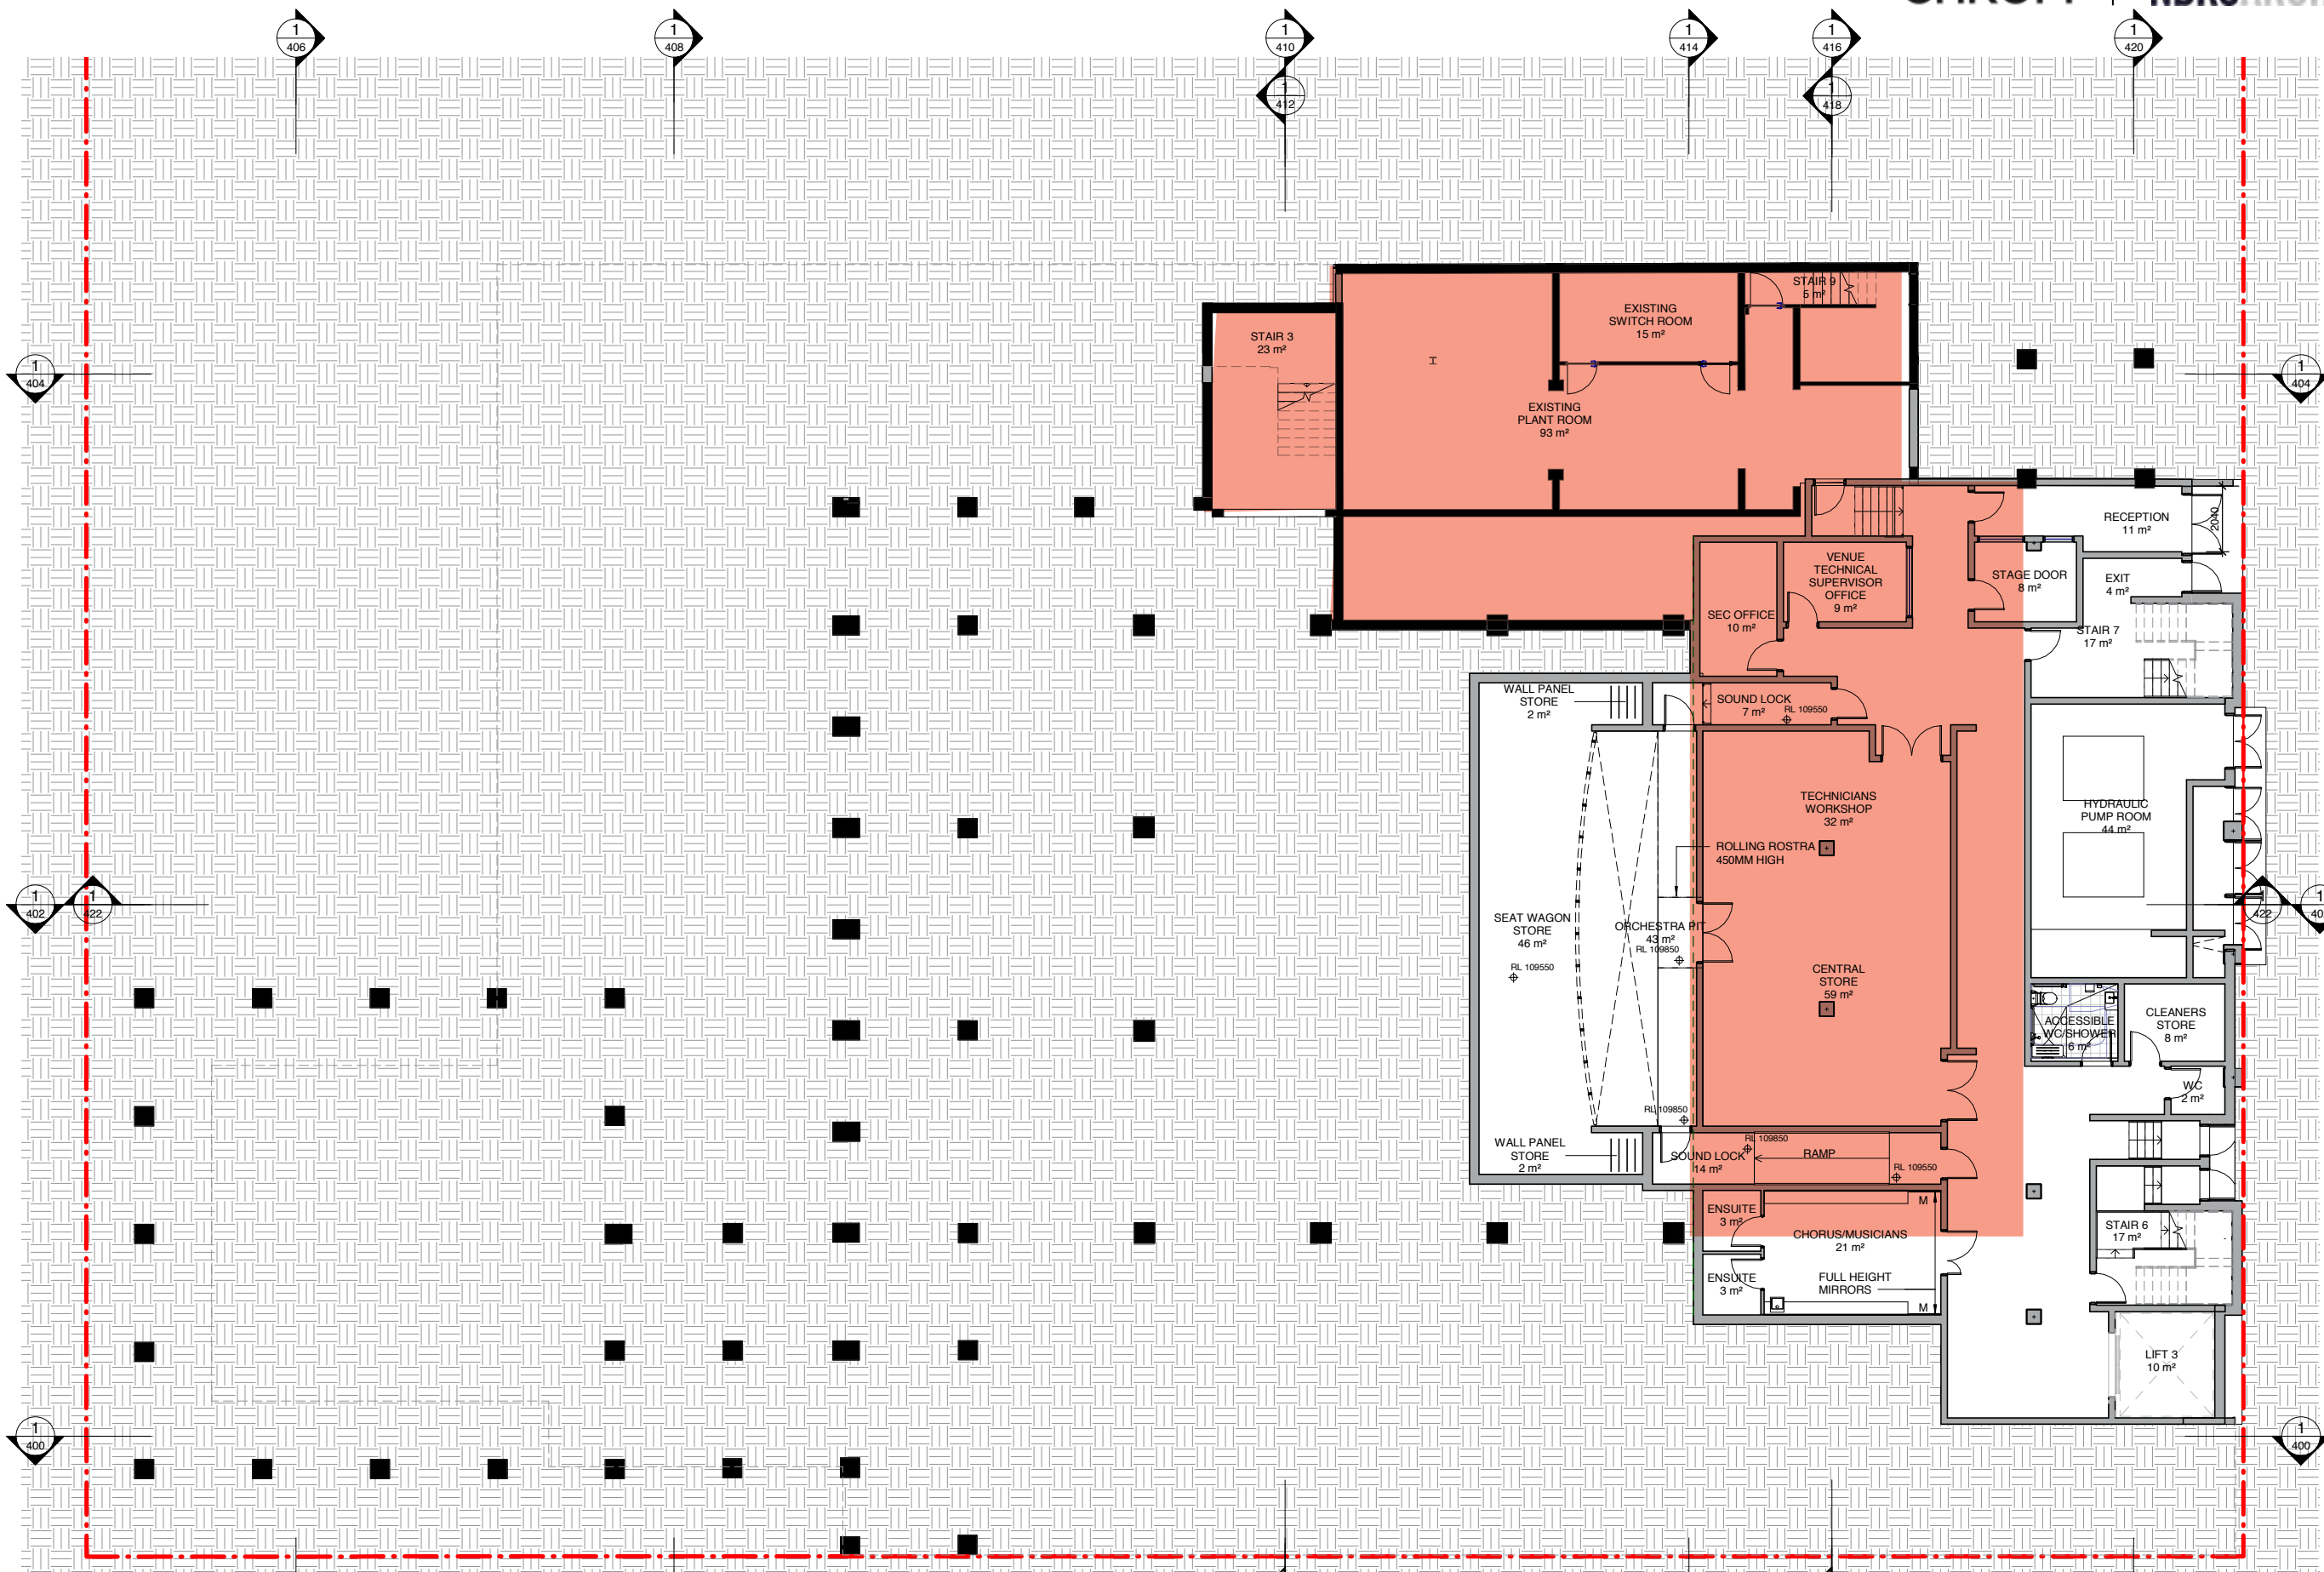 1
406
1
408
1
410
1
412
1
414
1
416
1
418
1
420
STAIR 9
5 m²
EXISTING
SWITCH ROOM
15 m²
STAIR 3
23 m²
1
404
1
404
EXISTING
PLANT ROOM
93 m²
RECEPTION
11 m²
2040
VENUE
TECHNICAL
SUPERVISOR
OFFICE
9 m²
STAGE DOOR
8 m²
EXIT
4 m²
SEC OFFICE
10 m²
STAIR 7
17 m²
WALL PANEL
STORE
2 m²
SOUND LOCK
7 m²
RL 109550
TECHNICIANS
WORKSHOP
32 m²
HYDRAULIC
PUMP ROOM
44 m²
ROLLING ROSTRA
450MM HIGH
1
402
1
422
1
422
SEAT WAGON
STORE
46 m²
RL 109550
ORCHESTRA PIT
43 m²
RL 109850
CENTRAL
STORE
59 m²
ACCESSIBLE
WC/SHOWER
6 m²
CLEANERS
STORE
8 m²
WC
2 m²
RL 109850
WALL PANEL
STORE
2 m²
SOUND LOCK
14 m²
RL 109850
RAMP
RL 109550
ENSUITE
3 m²
M
CHORUS/MUSICIANS
21 m²
STAIR 6
17 m²
ENSUITE
3 m²
FULL HEIGHT
MIRRORS
M
LIFT 3
10 m²
1
400
1
400